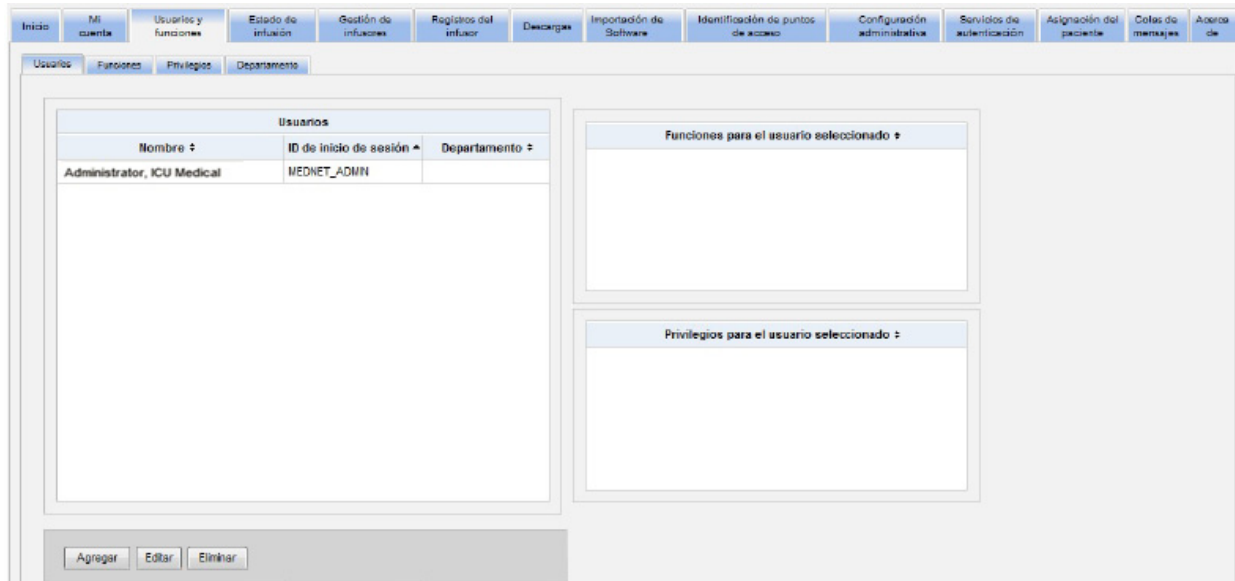 Inicio
Mi cuenta
Usuarios y funciones
Estado de infusión
Gestión de infusores
Registros del infusor
Descargas
Importación de Software
Identificación de puntos de acceso
Configuración administrativa
Servicios de autenticación
Asignación del paciente
Colas de mensajes
Acerca de
Usuarios
Funciones
Privilegios
Departamento
Usuarios
Nombre
ID de inicio de sesión
Departamento
Administrator, ICU Medical
MEDNET_ADMIN
Funciones para el usuario seleccionado
Privilegios para el usuario seleccionado
Agregar
Editar
Eliminar